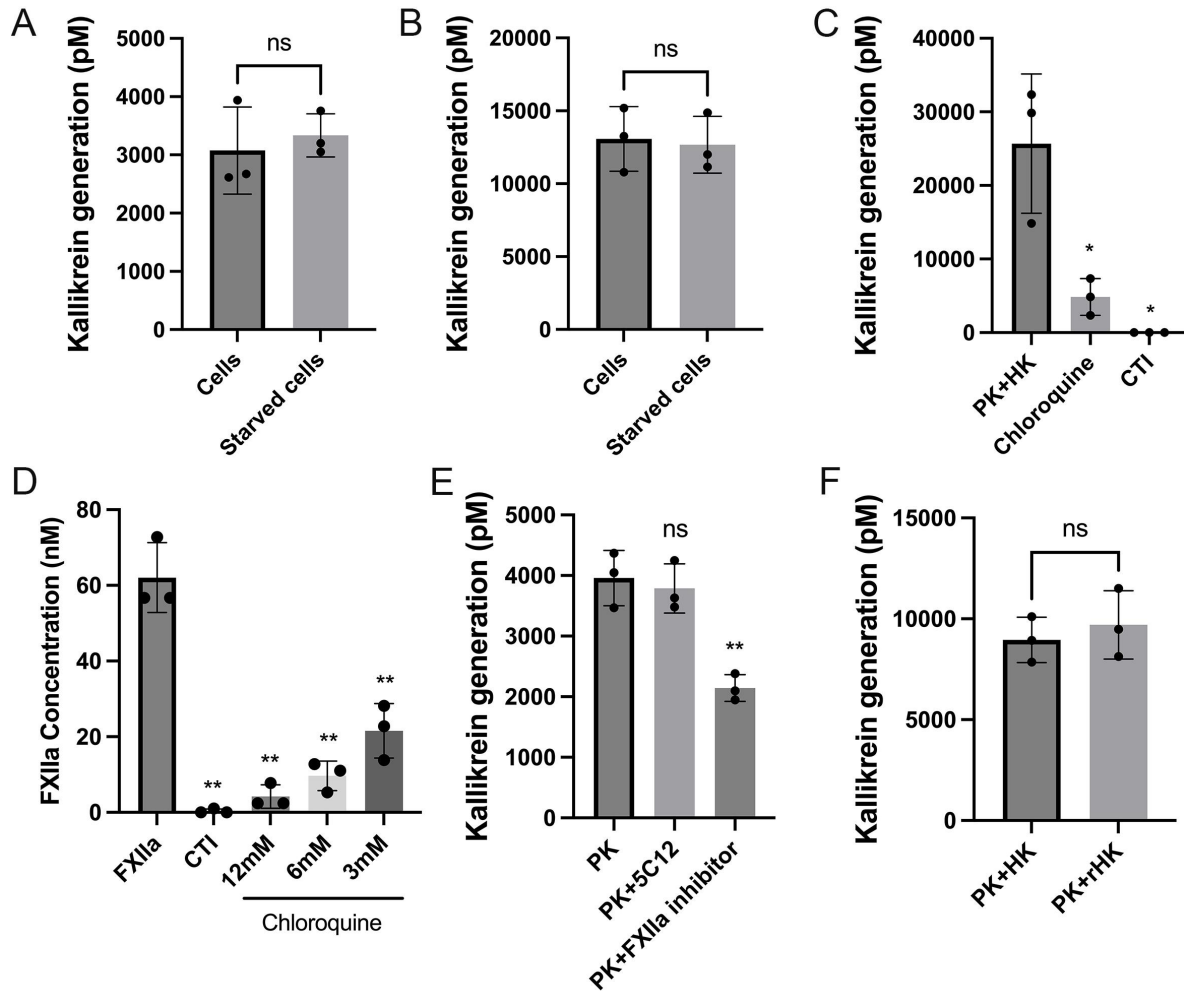 A
Kallikrein generation (pM)
5000
4000
3000
2000
1000
0
ns
Cells
Starved cells
B
Kallikrein generation (pM)
20000
15000
10000
5000
0
ns
Cells
Starved cells
C
Kallikrein generation (pM)
40000
30000
20000
10000
0
*
*
PK+HK
Chloroquine
CTI
D
FXIIa Concentration (nM)
80
60
40
20
0
**
**
**
**
FXIIa
CTI
12mM
6mM
3mM
Chloroquine
E
Kallikrein generation (pM)
5000
4000
3000
2000
1000
0
ns
**
PK
PK+5C12
PK+FXIIa inhibitor
F
Kallikrein generation (pM)
15000
10000
5000
0
ns
PK+HK
PK+rHK